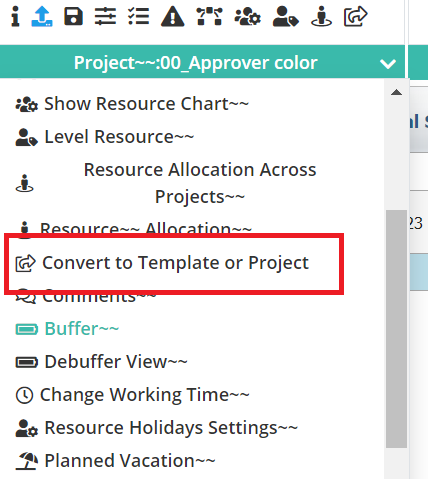 Project~~:00_Approver color
Show Resource Chart~~
Level Resource~~
Resource Allocation Across
Projects~~
Resource~~ Allocation~~
Convert to Template or Project
Comments~~
Buffer~~
Debuffer View~~
Change Working Time~~
Resource Holidays Settings~~
Planned Vacation~~
23